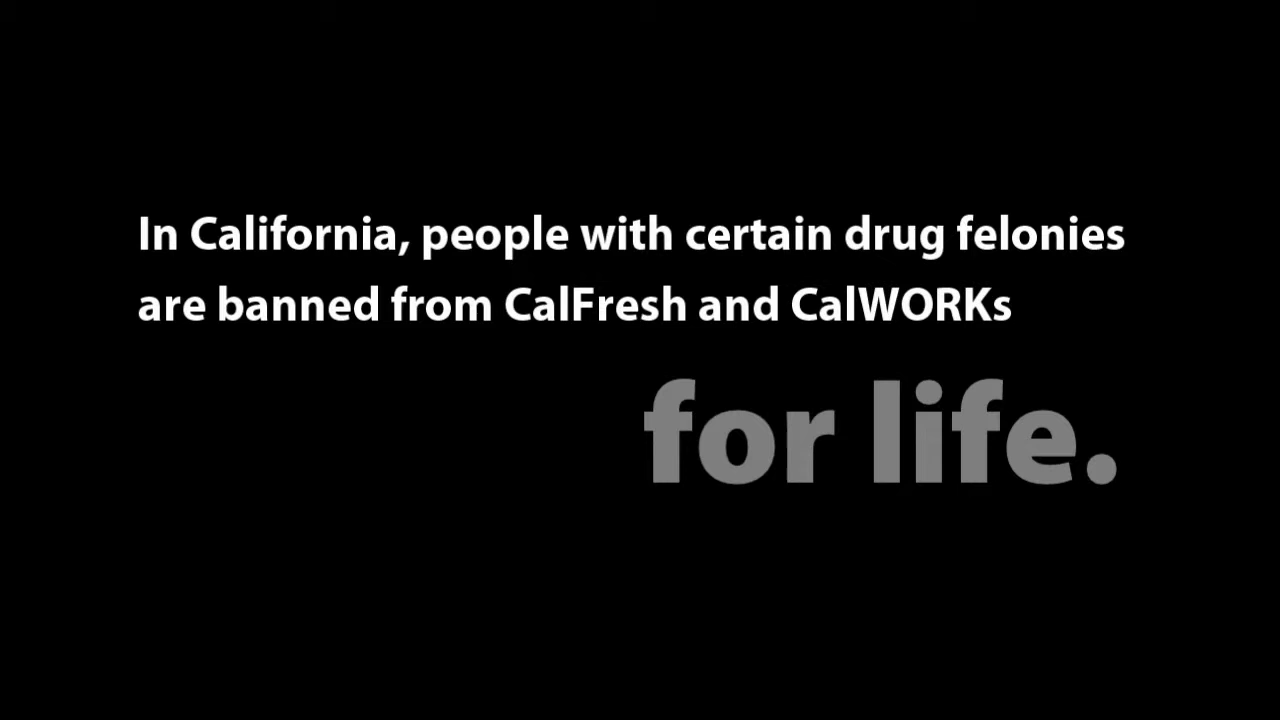 In California, people with certain drug felonies
are banned from CalFresh and CalWORKs
for life.